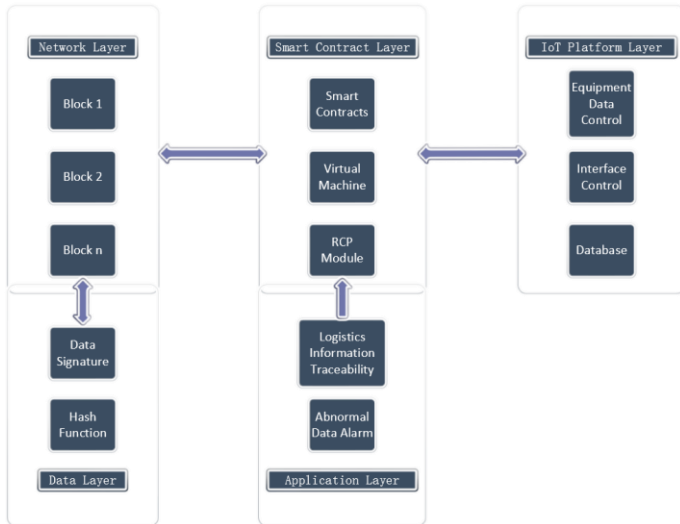 Network Layer
Block 1
Block 2
Block n
Data
Signature
Hash
Function
Data Layer
Smart Contract Layer
Smart
Contracts
Virtual
Machine
RCP
Module
Logistics
Information
Traceability
Abnormal
Data Alarm
Application Layer
IoT Platform Layer
Equipment
Data
Control
Interface
Control
Database